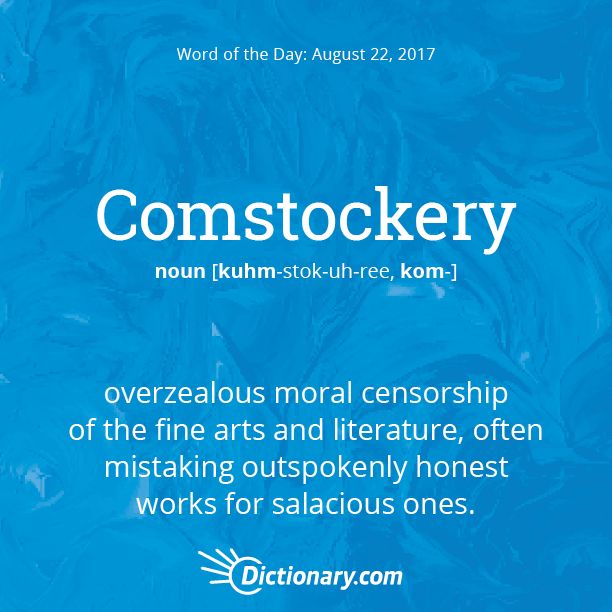 Word of the Day: August 22, 2017
Comstockery
noun [kuhm-stok-uh-ree, kom-]
overzealous moral censorship
of the fine arts and literature, often
mistaking outspokenly honest
works for salacious ones.
Dictionary.com